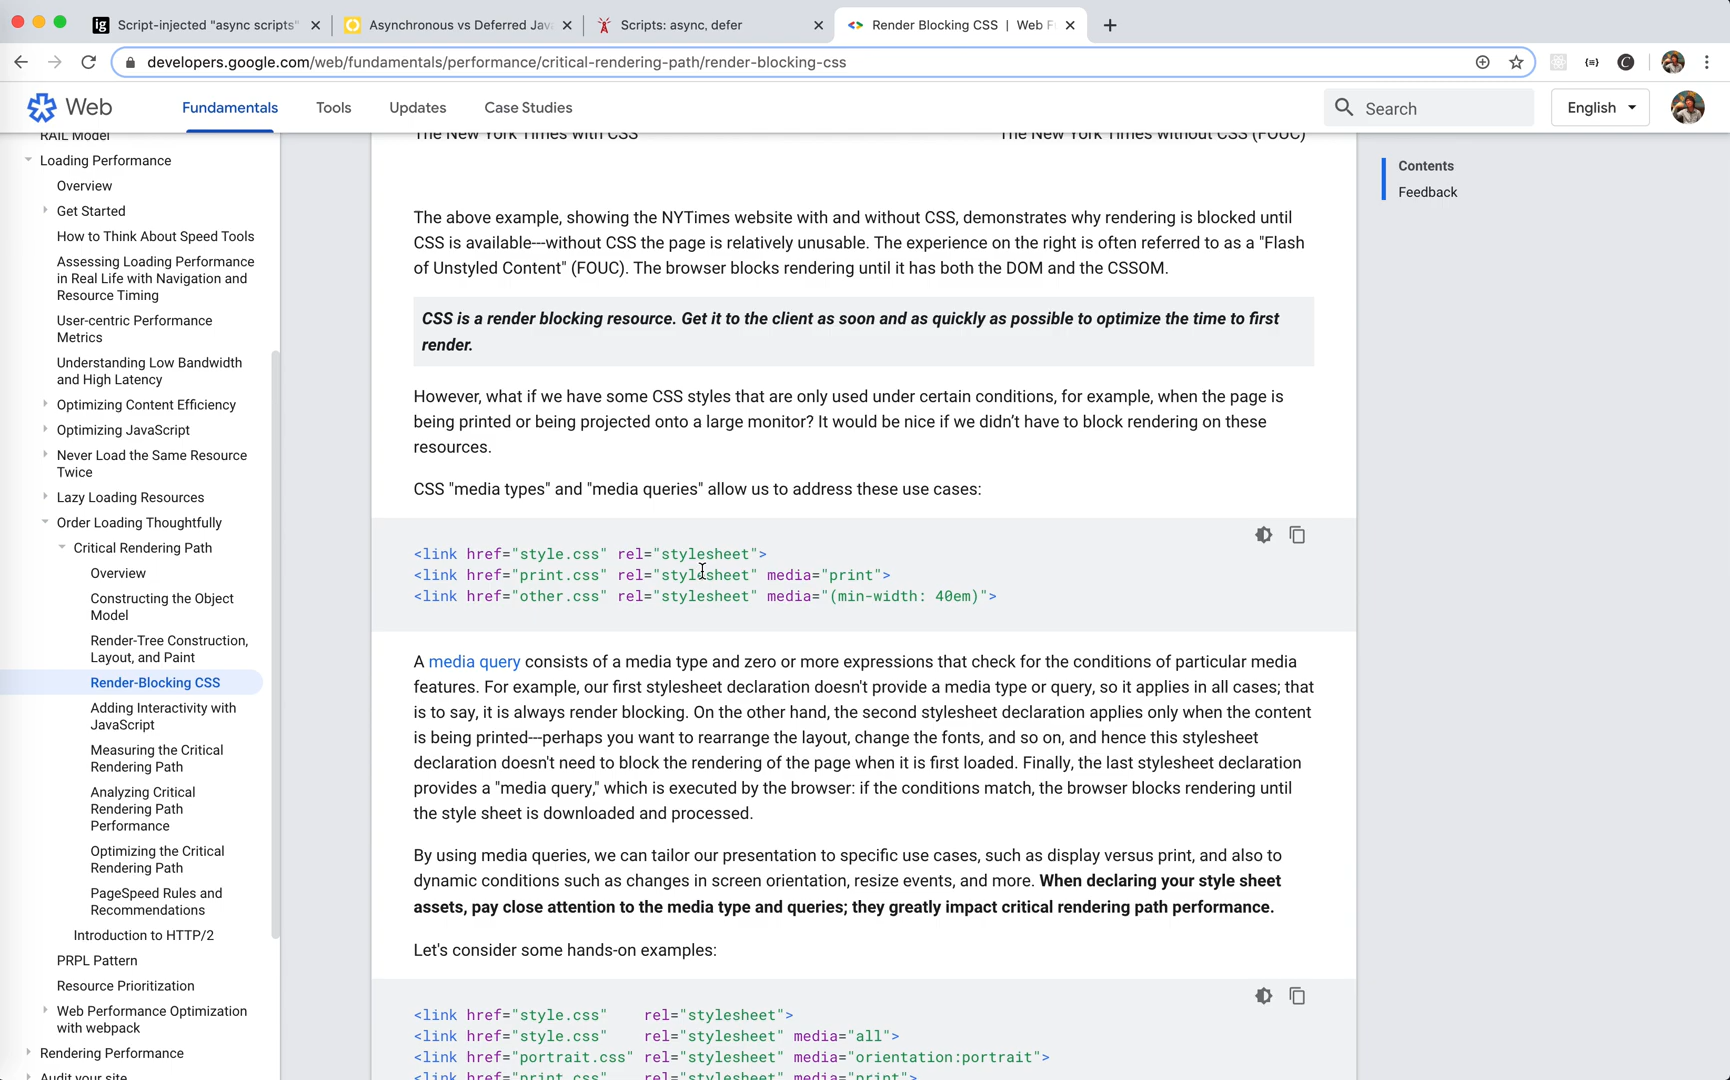 Script-injected "async scripts"
Asynchronous vs Deferred Jav
Scripts: async, defer
Render Blocking CSS | Web F
developers.google.com/web/fundamentals/performance/critical-rendering-path/render-blocking-css
Web
Fundamentals
Tools
Updates
Case Studies
Search
English
RAIL Model
Loading Performance
Overview
Get Started
How to Think About Speed Tools
Assessing Loading Performance
in Real Life with Navigation and
Resource Timing
User-centric Performance
Metrics
Understanding Low Bandwidth
and High Latency
Optimizing Content Efficiency
Optimizing JavaScript
Never Load the Same Resource
Twice
Lazy Loading Resources
Order Loading Thoughtfully
Critical Rendering Path
Overview
Constructing the Object
Model
Render-Tree Construction,
Layout, and Paint
Render-Blocking CSS
Adding Interactivity with
JavaScript
Measuring the Critical
Rendering Path
Analyzing Critical
Rendering Path
Performance
Optimizing the Critical
Rendering Path
PageSpeed Rules and
Recommendations
Introduction to HTTP/2
PRPL Pattern
Resource Prioritization
Web Performance Optimization
with webpack
Rendering Performance
Audit your site
The New York Times with CSS
The New York Times without CSS (FOUC)
The above example, showing the NYTimes website with and without CSS, demonstrates why rendering is blocked until
CSS is available---without CSS the page is relatively unusable. The experience on the right is often referred to as a "Flash
of Unstyled Content" (FOUC). The browser blocks rendering until it has both the DOM and the CSSOM.
CSS is a render blocking resource. Get it to the client as soon and as quickly as possible to optimize the time to first
render.
However, what if we have some CSS styles that are only used under certain conditions, for example, when the page is
being printed or being projected onto a large monitor? It would be nice if we didn’t have to block rendering on these
resources.
CSS "media types" and "media queries" allow us to address these use cases:
<link href="style.css" rel="stylesheet">
<link href="print.css" rel="stylesheet" media="print">
<link href="other.css" rel="stylesheet" media="(min-width: 40em)">
A media query consists of a media type and zero or more expressions that check for the conditions of particular media
features. For example, our first stylesheet declaration doesn't provide a media type or query, so it applies in all cases; that
is to say, it is always render blocking. On the other hand, the second stylesheet declaration applies only when the content
is being printed---perhaps you want to rearrange the layout, change the fonts, and so on, and hence this stylesheet
declaration doesn't need to block the rendering of the page when it is first loaded. Finally, the last stylesheet declaration
provides a "media query," which is executed by the browser: if the conditions match, the browser blocks rendering until
the style sheet is downloaded and processed.
By using media queries, we can tailor our presentation to specific use cases, such as display versus print, and also to
dynamic conditions such as changes in screen orientation, resize events, and more. When declaring your style sheet
assets, pay close attention to the media type and queries; they greatly impact critical rendering path performance.
Let's consider some hands-on examples:
<link href="style.css"    rel="stylesheet">
<link href="style.css"    rel="stylesheet" media="all">
<link href="portrait.css" rel="stylesheet" media="orientation:portrait">
<link href="print.css"    rel="stylesheet" media="print">
Contents
Feedback